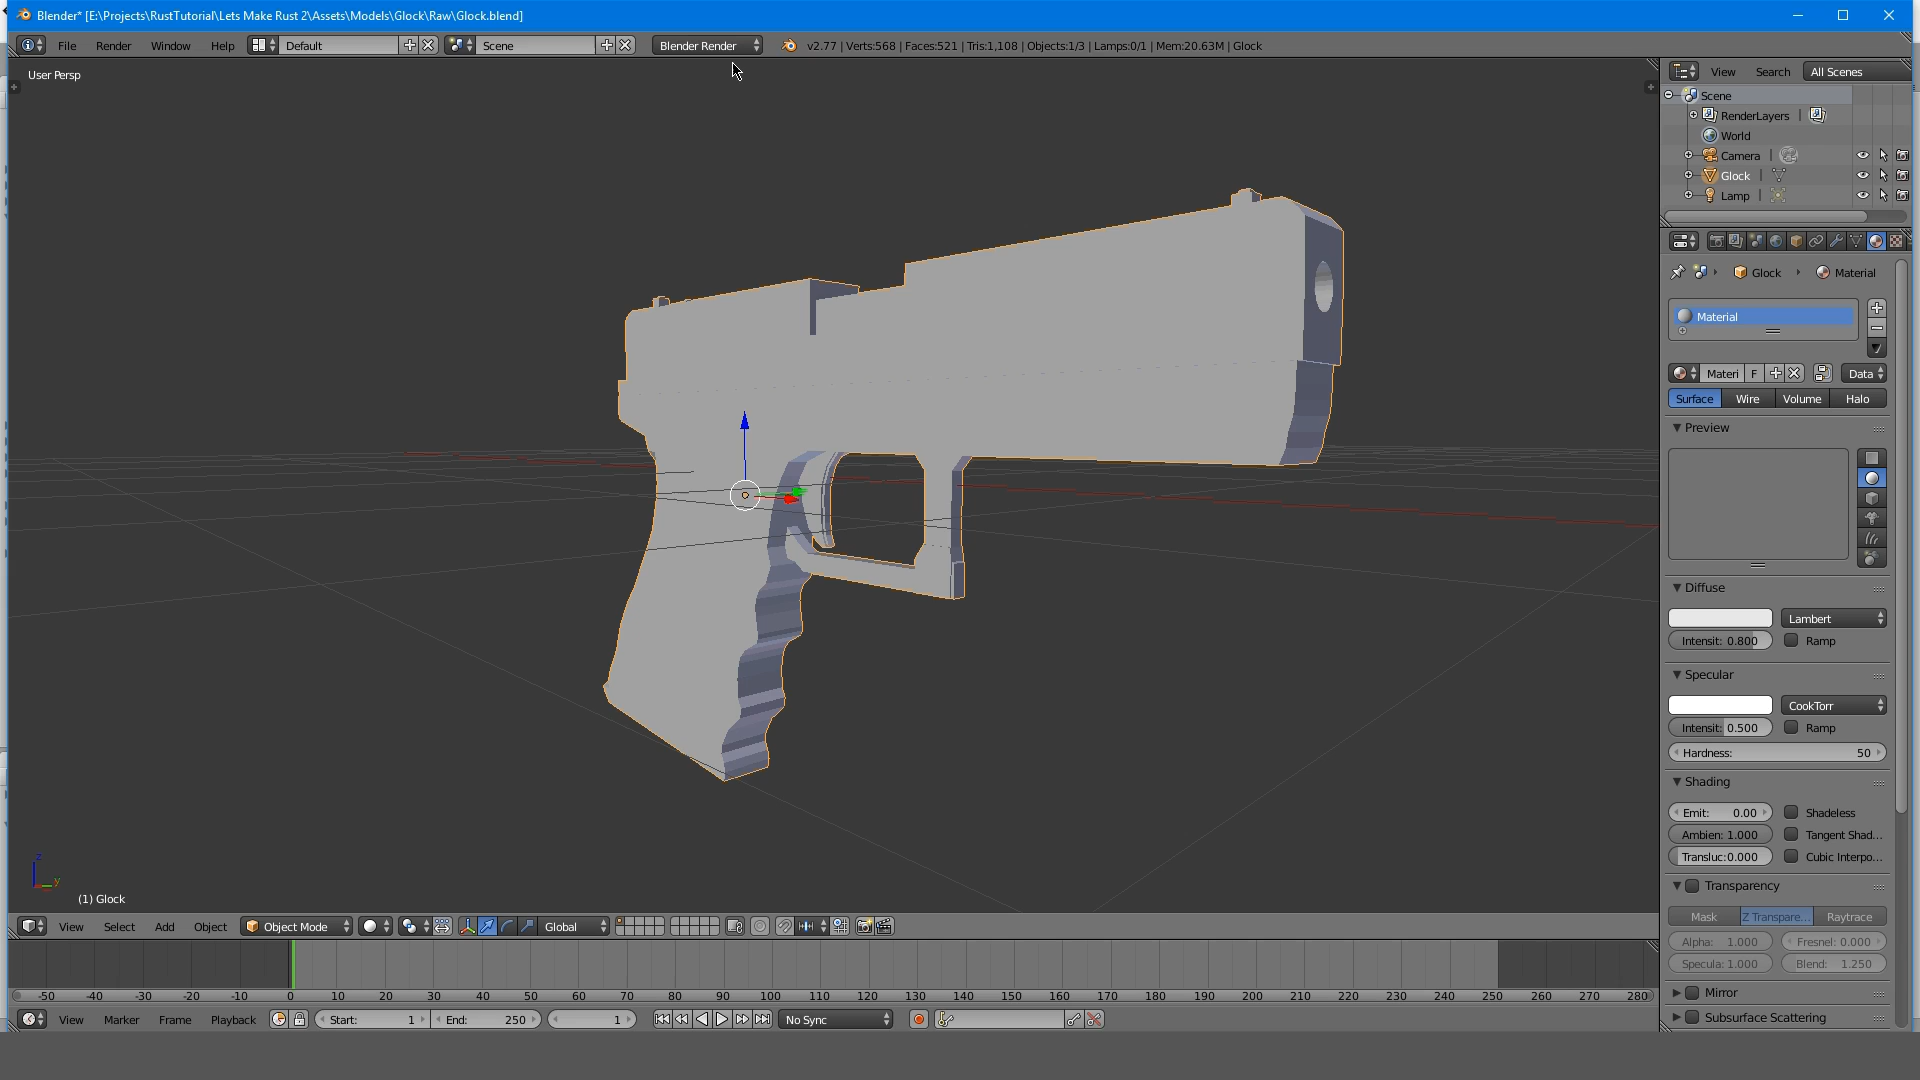 Blender* [E:\Projects\RustTutorial\Lets Make Rust 2\Assets\Models\Glock\Raw\Glock.blend]
File Render Window Help Default Scene Blender Render v2.77 | Verts:568 | Faces:521 | Tris:1,108 | Objects:1/3 | Lamps:0/1 | Mem:20.63M | Glock
User Persp
View Search All Scenes
Scene
RenderLayers
World
Camera
Glock
Lamp
Glock Material
Material
Materi F Data
Surface Wire Volume Halo
Preview
Diffuse
Lambert
Intensit: 0.800 Ramp
Specular
CookTorr
Intensit: 0.500 Ramp
Hardness: 50
Shading
Emit: 0.00 Shadeless
Ambien: 1.000 Tangent Shad...
Transluc:0.000 Cubic Interpo...
Transparency
Mask Z Transpare... Raytrace
Alpha: 1.000 Fresnel: 0.000
Specula: 1.000 Blend: 1.250
Mirror
Subsurface Scattering
z
y
(1) Glock
View Select Add Object Object Mode Global
-50 -40 -30 -20 -10 0 10 20 30 40 50 60 70 80 90 100 110 120 130 140 150 160 170 180 190 200 210 220 230 240 250 260 270 280
View Marker Frame Playback Start: 1 End: 250 1 No Sync